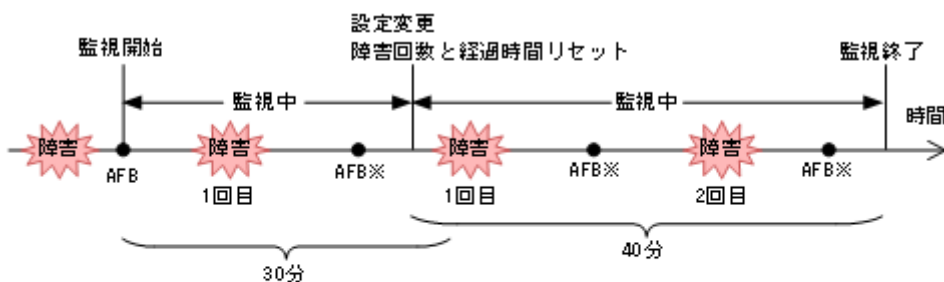 設定変更
監視開始
障害回数と経過時間リセット
監視終了
監視中
監視中
時間
障害
障害
障害
障害
AFB
AFB※
AFB※
AFB※
1回目
1回目
2回目
30分
40分